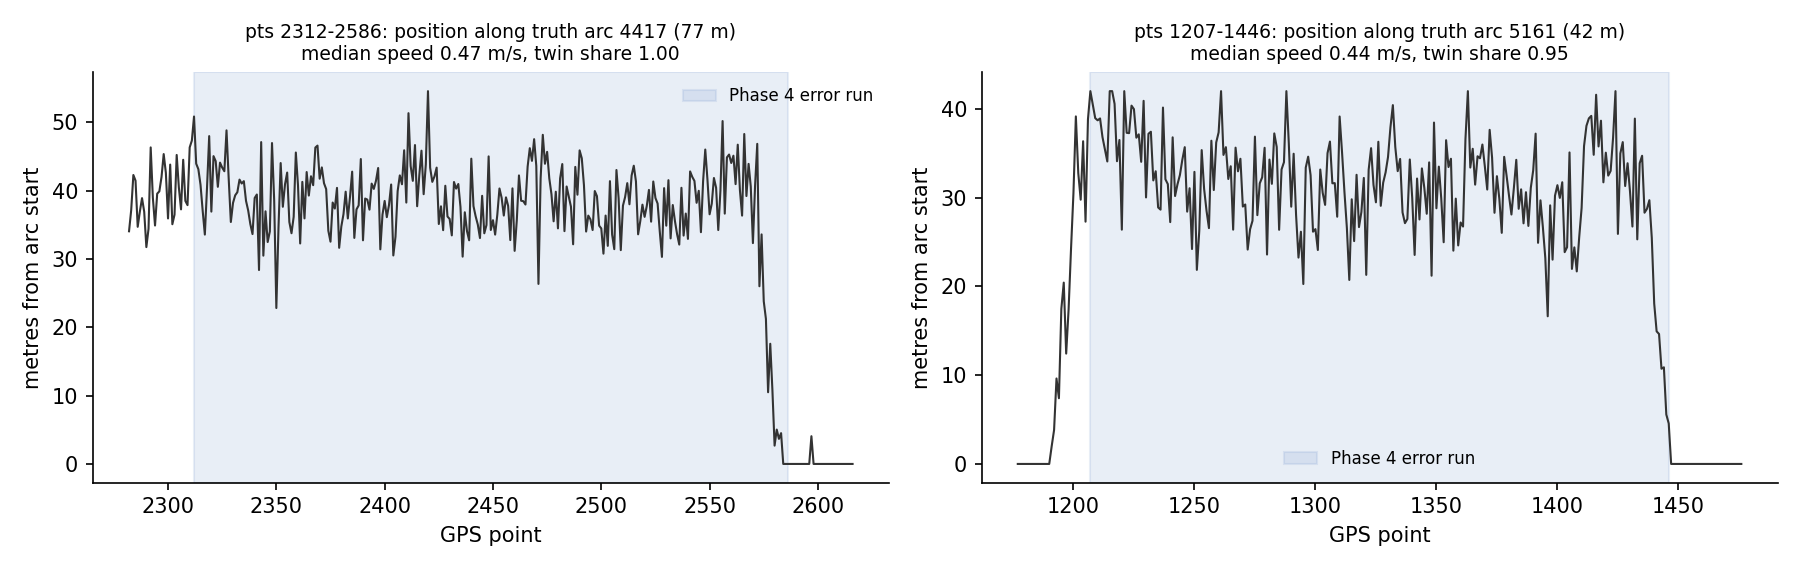 pts 2312-2586: position along truth arc 4417 (77 m)
median speed 0.47 m/s, twin share 1.00
Phase 4 error run
metres from arc start
50
40
30
20
10
0
2300 2350 2400 2450 2500 2550 2600
GPS point
pts 1207-1446: position along truth arc 5161 (42 m)
median speed 0.44 m/s, twin share 0.95
metres from arc start
40
30
20
10
0
Phase 4 error run
1200 1250 1300 1350 1400 1450
GPS point